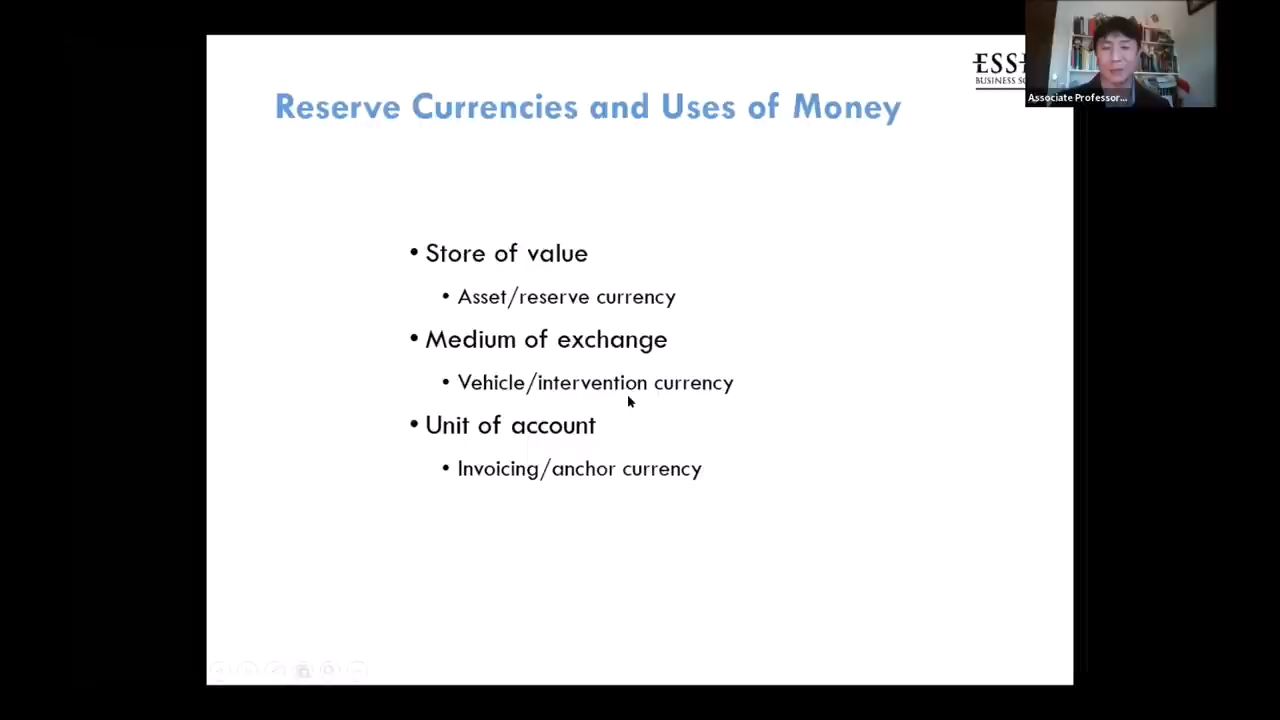 Reserve Currencies and Uses of Money
• Store of value
• Asset/reserve currency
• Medium of exchange
• Vehicle/intervention currency
• Unit of account
• Invoicing/anchor currency
BUSINESS
Associate Professor...